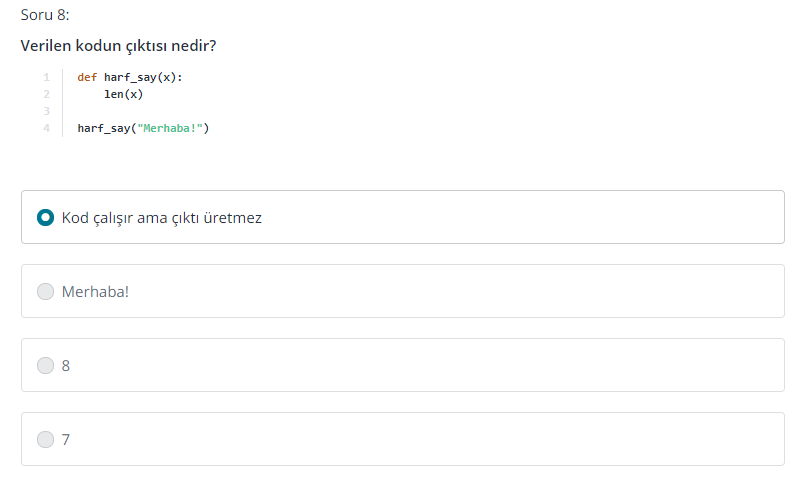 Soru 8:
Verilen kodun çıktısı nedir?
1 def harf_say(x):
2 len(x)
3
4 harf_say("Merhaba!")
Kod çalışır ama çıktı üretmez
Merhaba!
8
7